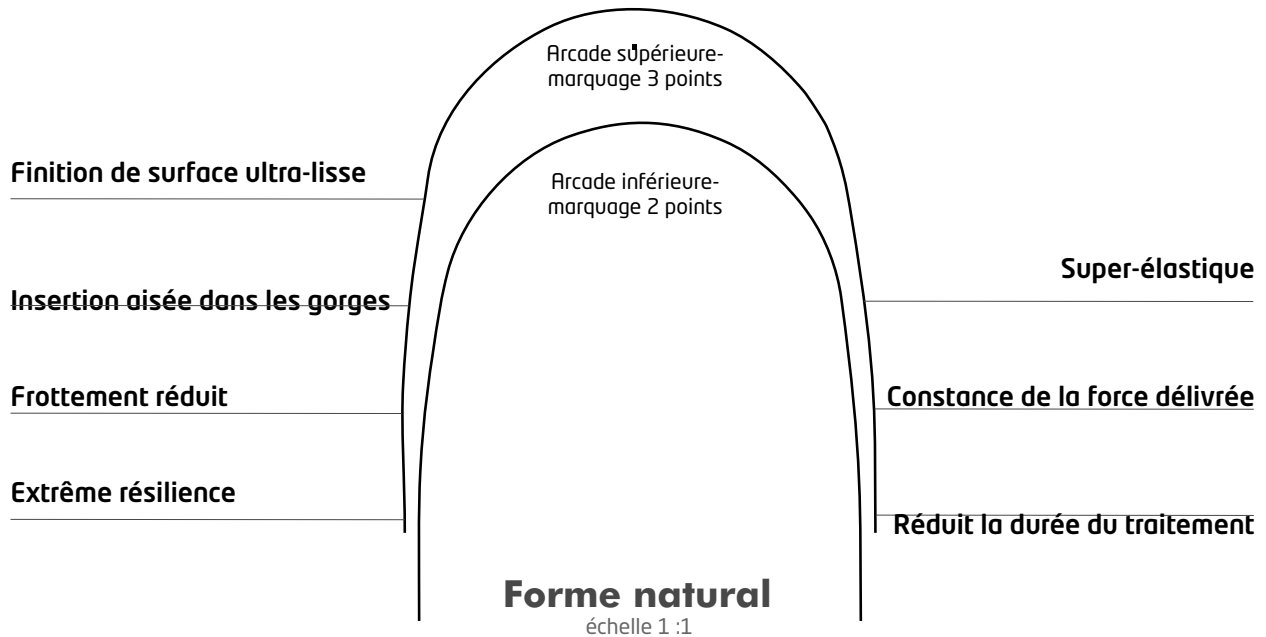 Arcade supérieure-
marquage 3 points
Finition de surface ultra-lisse
Arcade inférieure-
marquage 2 points
Super-élastique
Insertion aisée dans les gorges
Frottement réduit
Constance de la force délivrée
Extrême résilience
Réduit la durée du traitement
Forme natural
échelle 1 :1